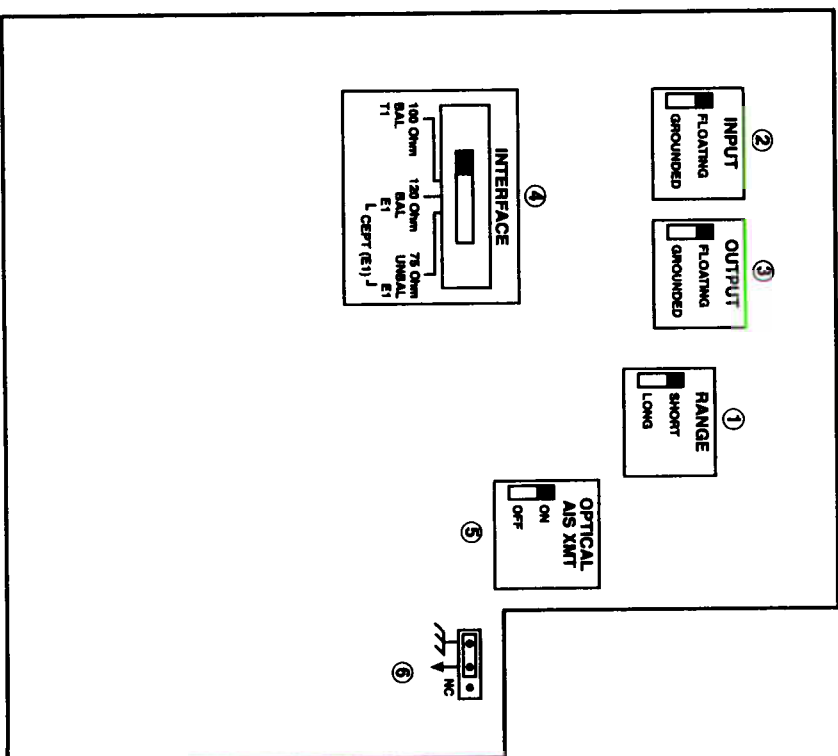 ②
INPUT
FLOATING
GROUNDED
③
OUTPUT
FLOATING
GROUNDED
①
RANGE
SHORT
LONG
④
INTERFACE
100 Ohm
BAL
T1
120 Ohm
BAL
E1
75 Ohm
UNBAL
E1
CEPT (E1)
OPTICAL
AIS XMT
ON
OFF
⑤
NC
⑥